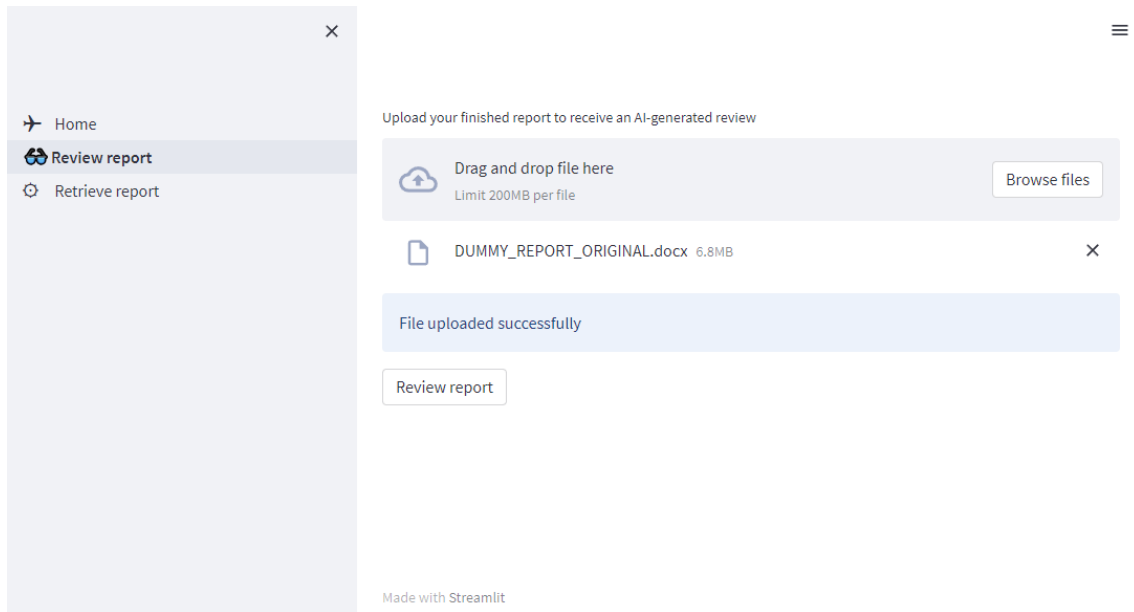 Home
Review report
Retrieve report
Upload your finished report to receive an AI-generated review
Drag and drop file here
Limit 200MB per file
Browse files
DUMMY_REPORT_ORIGINAL.docx 6.8MB
File uploaded successfully
Review report
Made with Streamlit